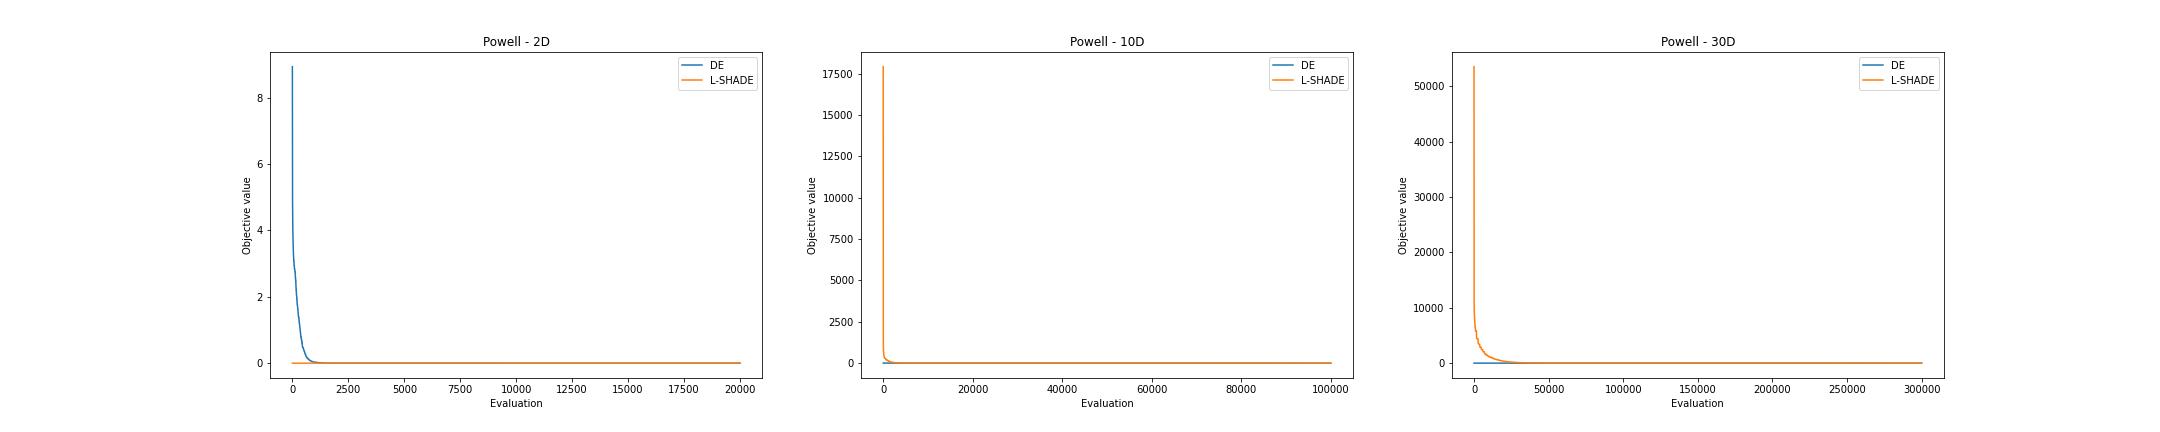 Powell - 2D
DE
L-SHADE
8
6
4
2
0
Objective value
0
2500
5000
7500
10000
12500
15000
17500
20000
Evaluation
Powell - 10D
DE
L-SHADE
17500
15000
12500
10000
7500
5000
2500
0
Objective value
0
20000
40000
60000
80000
100000
Evaluation
Powell - 30D
DE
L-SHADE
50000
40000
30000
20000
10000
0
Objective value
0
50000
100000
150000
200000
250000
300000
Evaluation